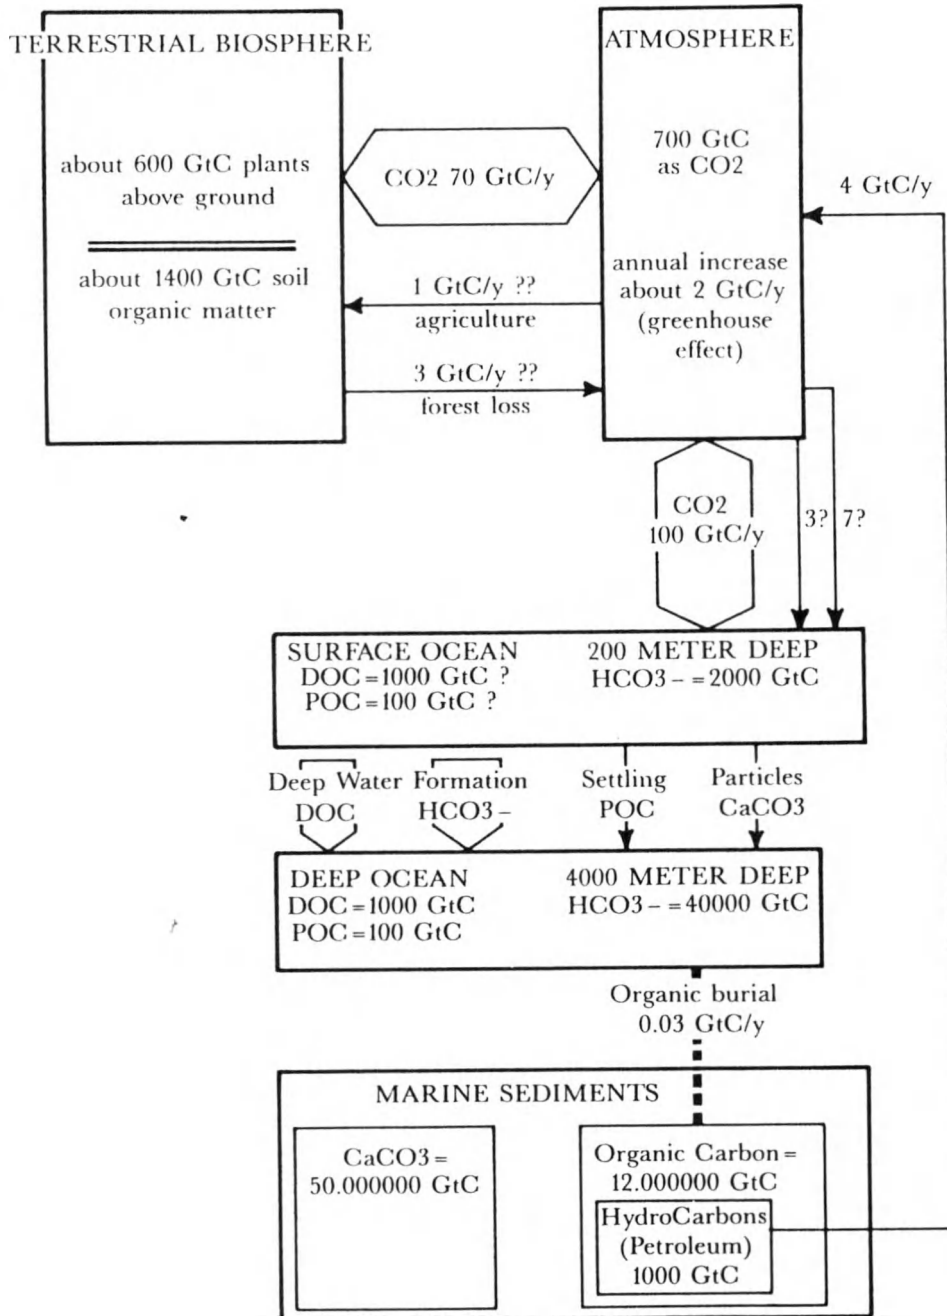 TERRESTRIAL BIOSPHERE
about 600 GtC plants
above ground
about 1400 GtC soil
organic matter
CO2 70 GtC/y
1 GtC/y ??
agriculture
3 GtC/y ??
forest loss
ATMOSPHERE
700 GtC
as CO2
annual increase
about 2 GtC/y
(greenhouse
effect)
4 GtC/y
CO2
100 GtC/y
3?
7?
SURFACE OCEAN
DOC=1000 GtC ?
POC=100 GtC ?
200 METER DEEP
HCO3- =2000 GtC
Deep Water Formation
DOC HCO3-
Settling Particles
POC CaCO3
DEEP OCEAN
DOC=1000 GtC
POC=100 GtC
4000 METER DEEP
HCO3- =40000 GtC
Organic burial
0.03 GtC/y
MARINE SEDIMENTS
CaCO3=
50.000000 GtC
Organic Carbon=
12.000000 GtC
HydroCarbons
(Petroleum)
1000 GtC